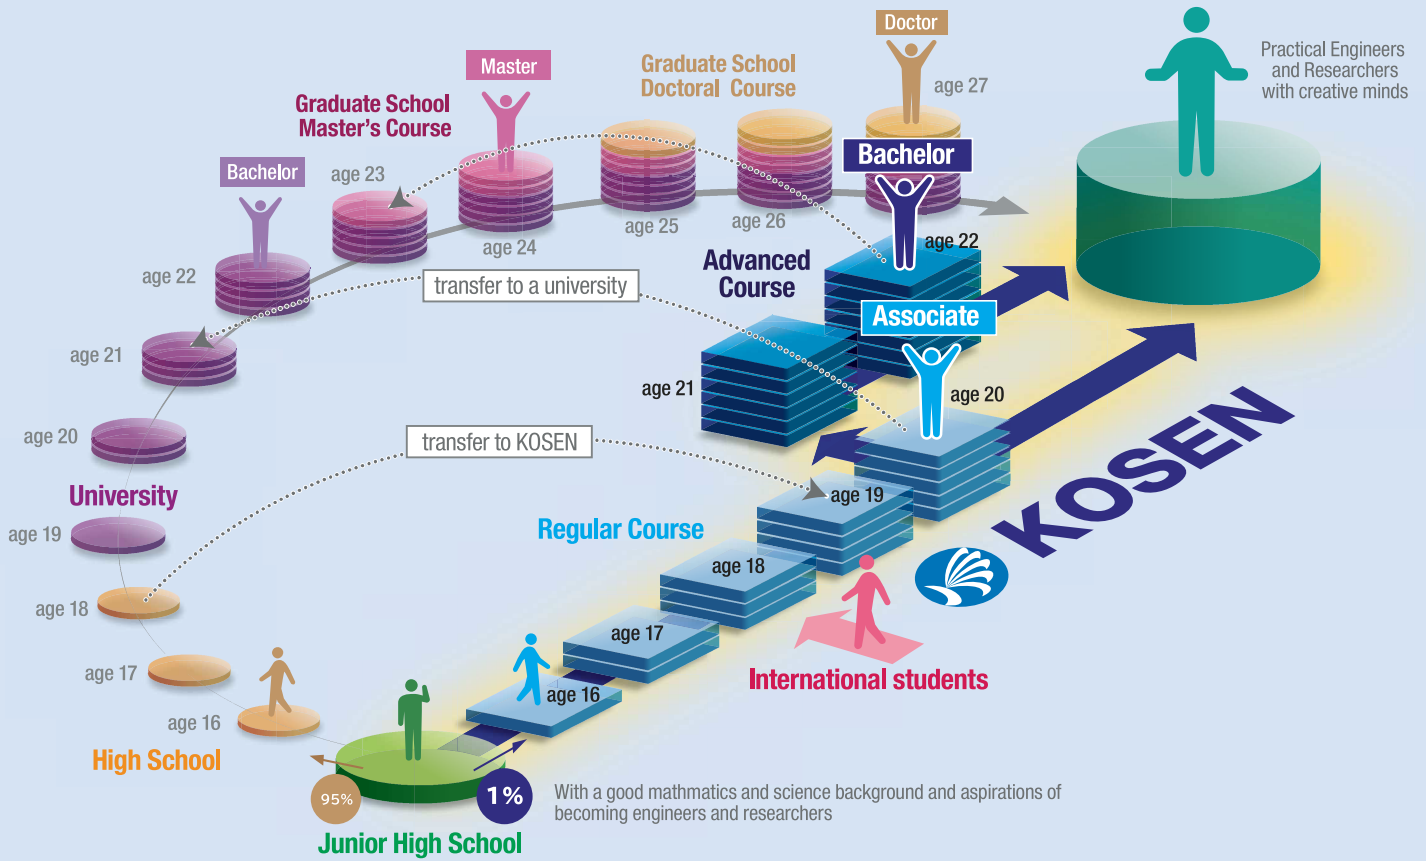 Doctor
Master
Graduate School
Doctoral Course
age 27
Practical Engineers
and Researchers
with creative minds
Graduate School
Master's Course
Bachelor
Bachelor
age 23
age 25
age 26
age 24
age 22
age 22
Advanced
Course
transfer to a university
Associate
age 21
age 21
age 20
age 20
transfer to KOSEN
KOSEN
University
age 19
age 19
Regular Course
age 18
age 18
age 17
age 17
International students
age 16
age 16
High School
95%
1%
With a good mathmatics and science background and aspirations of
becoming engineers and researchers
Junior High School